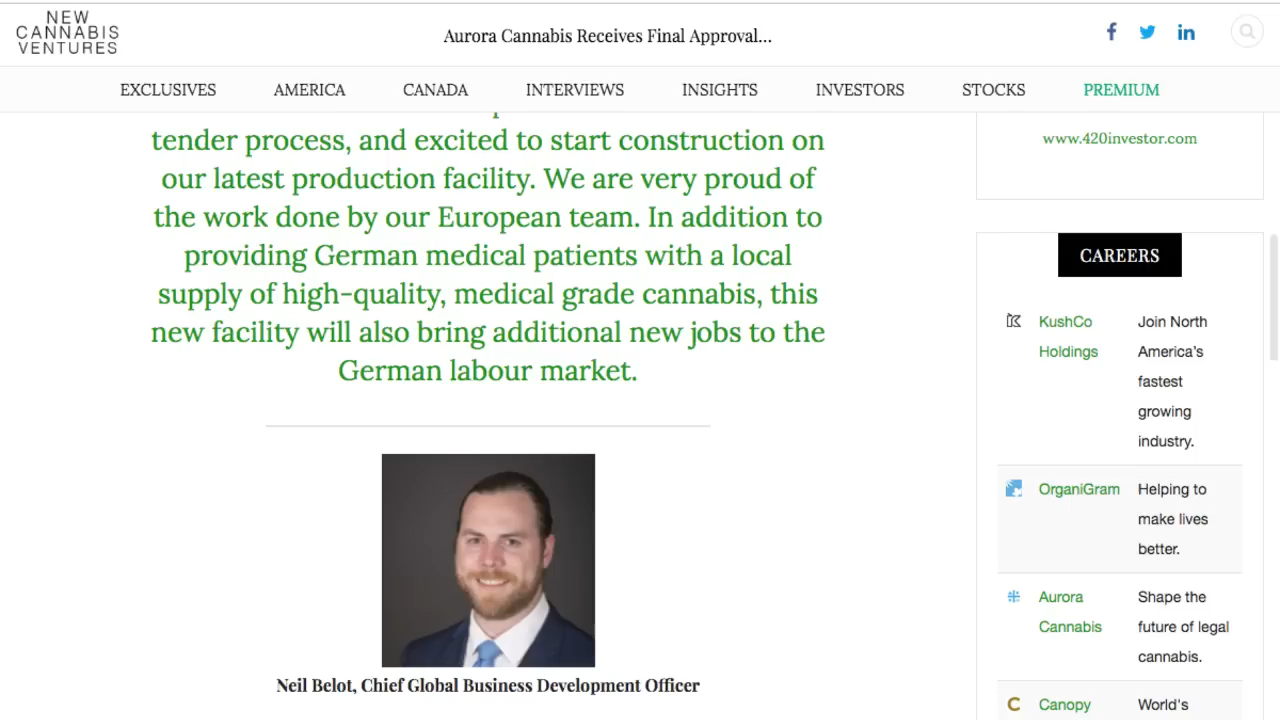 NEW
CANNABIS
VENTURES
Aurora Cannabis Receives Final Approval...
EXCLUSIVES AMERICA CANADA INTERVIEWS INSIGHTS INVESTORS STOCKS PREMIUM
tender process, and excited to start construction on
our latest production facility. We are very proud of
the work done by our European team. In addition to
providing German medical patients with a local
supply of high-quality, medical grade cannabis, this
new facility will also bring additional new jobs to the
German labour market.
Neil Belot, Chief Global Business Development Officer
www.420investor.com
CAREERS
KushCo Join North
Holdings America's
fastest
growing
industry.
OrganiGram Helping to
make lives
better.
Aurora Shape the
Cannabis future of legal
cannabis.
Canopy World's